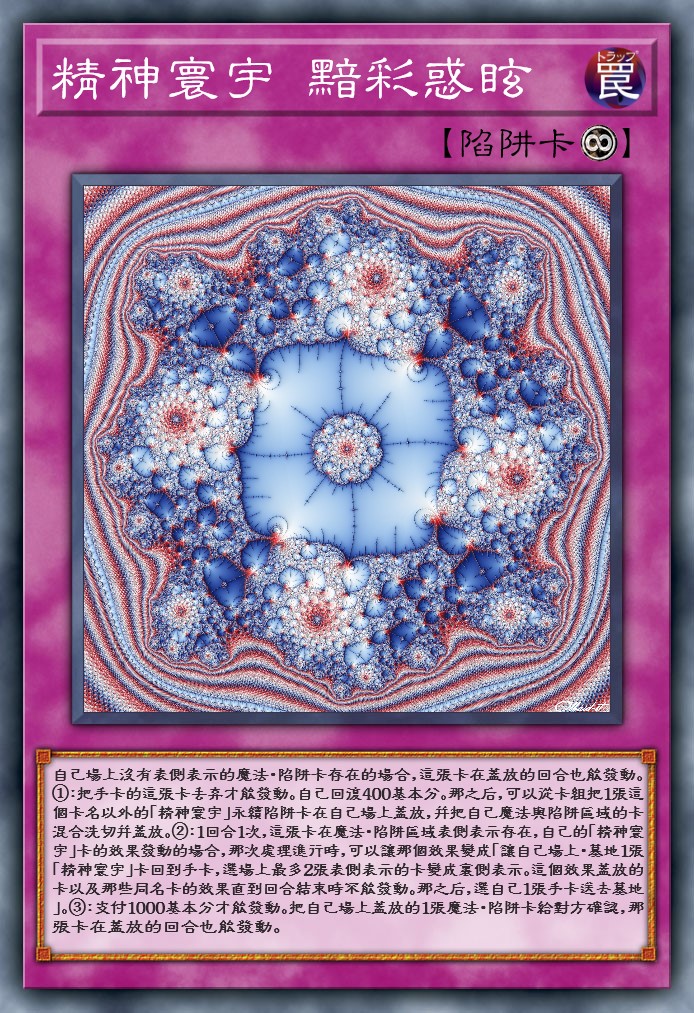 精神寰宇 黯彩惑眩
トラップ
罠
【陷阱卡】
自己場上沒有表側表示的魔法・陷阱卡存在的場合，這張卡在蓋放的回合也能發動。
①：把手卡的這張卡丟弃才能發動。自己回復400基本分。那之后，可以從卡組把1張這
個卡名以外的「精神寰宇」永續陷阱卡在自己場上蓋放，并把自己魔法與陷阱區域的卡
混合洗切并蓋放。②：1回合1次，這張卡在魔法・陷阱區域表側表示存在，自己的「精神寰
宇」卡的效果發動的場合，那次處理進行時，可以讓那個效果變成「讓自己場上・墓地1張
「精神寰宇」卡回到手卡，選場上最多2張表側表示的卡變成裏側表示。這個效果蓋放的
卡以及那些同名卡的效果直到回合結束時不能發動。那之后，選自己1張手卡送去墓地
」。③：支付1000基本分才能發動。把自己場上蓋放的1張魔法・陷阱卡給對方確認，那
張卡在蓋放的回合也能發動。